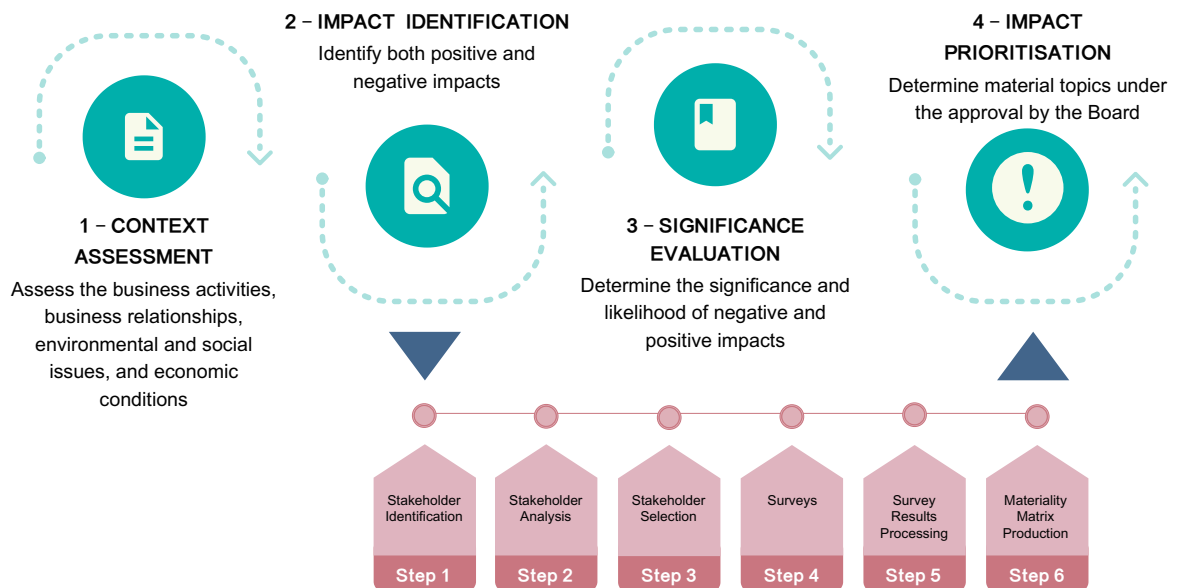 1 – CONTEXT
ASSESSMENT
Assess the business activities,
business relationships,
environmental and social
issues, and economic
conditions
2 – IMPACT IDENTIFICATION
Identify both positive and
negative impacts
3 – SIGNIFICANCE
EVALUATION
Determine the significance and
likelihood of negative and
positive impacts
4 – IMPACT
PRIORITISATION
Determine material topics under
the approval by the Board
Stakeholder
Identification
Step 1
Stakeholder
Analysis
Step 2
Stakeholder
Selection
Step 3
Surveys
Step 4
Survey
Results
Processing
Step 5
Materiality
Matrix
Production
Step 6